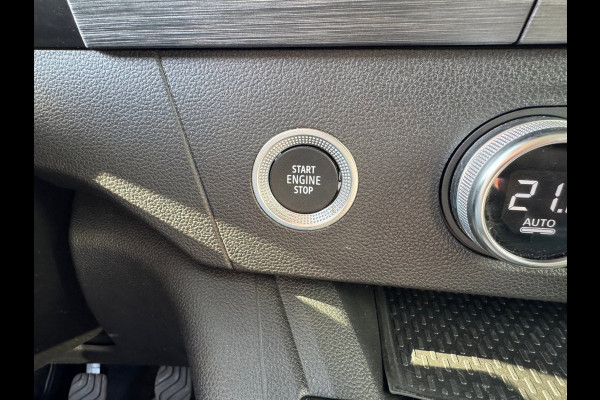 START
ENGINE
STOP
21.
AUTO